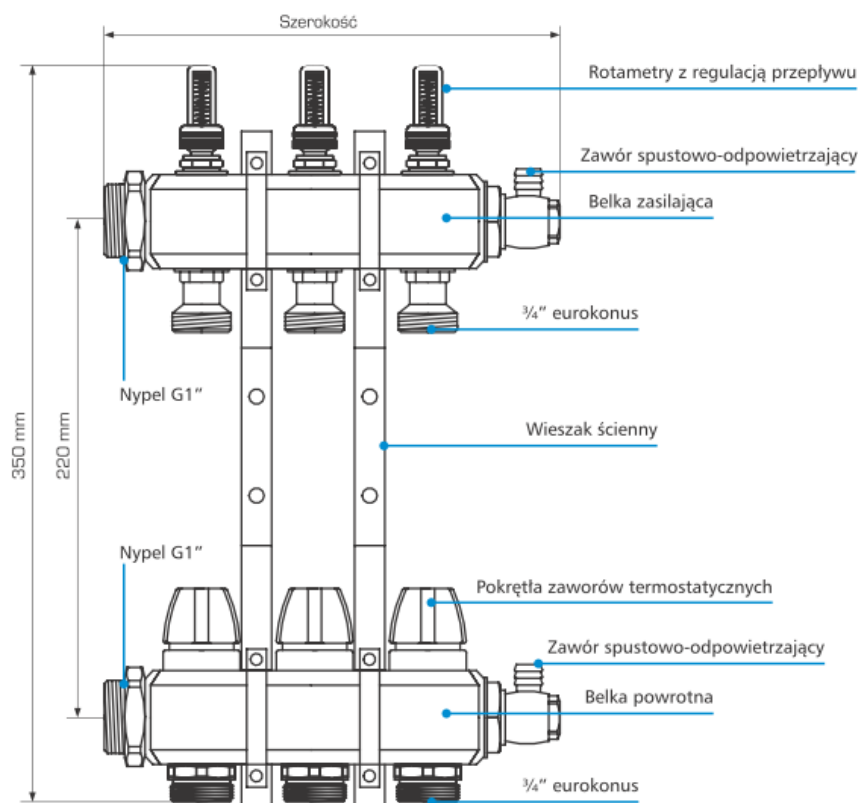 Szerokość
Rotametry z regulacją przepływu
Zawór spustowo-odpowietrzający
Belka zasilająca
¾” eurokonus
Nypel G1”
350 mm
220 mm
Wieszak ścienny
Nypel G1”
Pokrętła zaworów termostatycznych
Zawór spustowo-odpowietrzający
Belka powrotna
¾” eurokonus